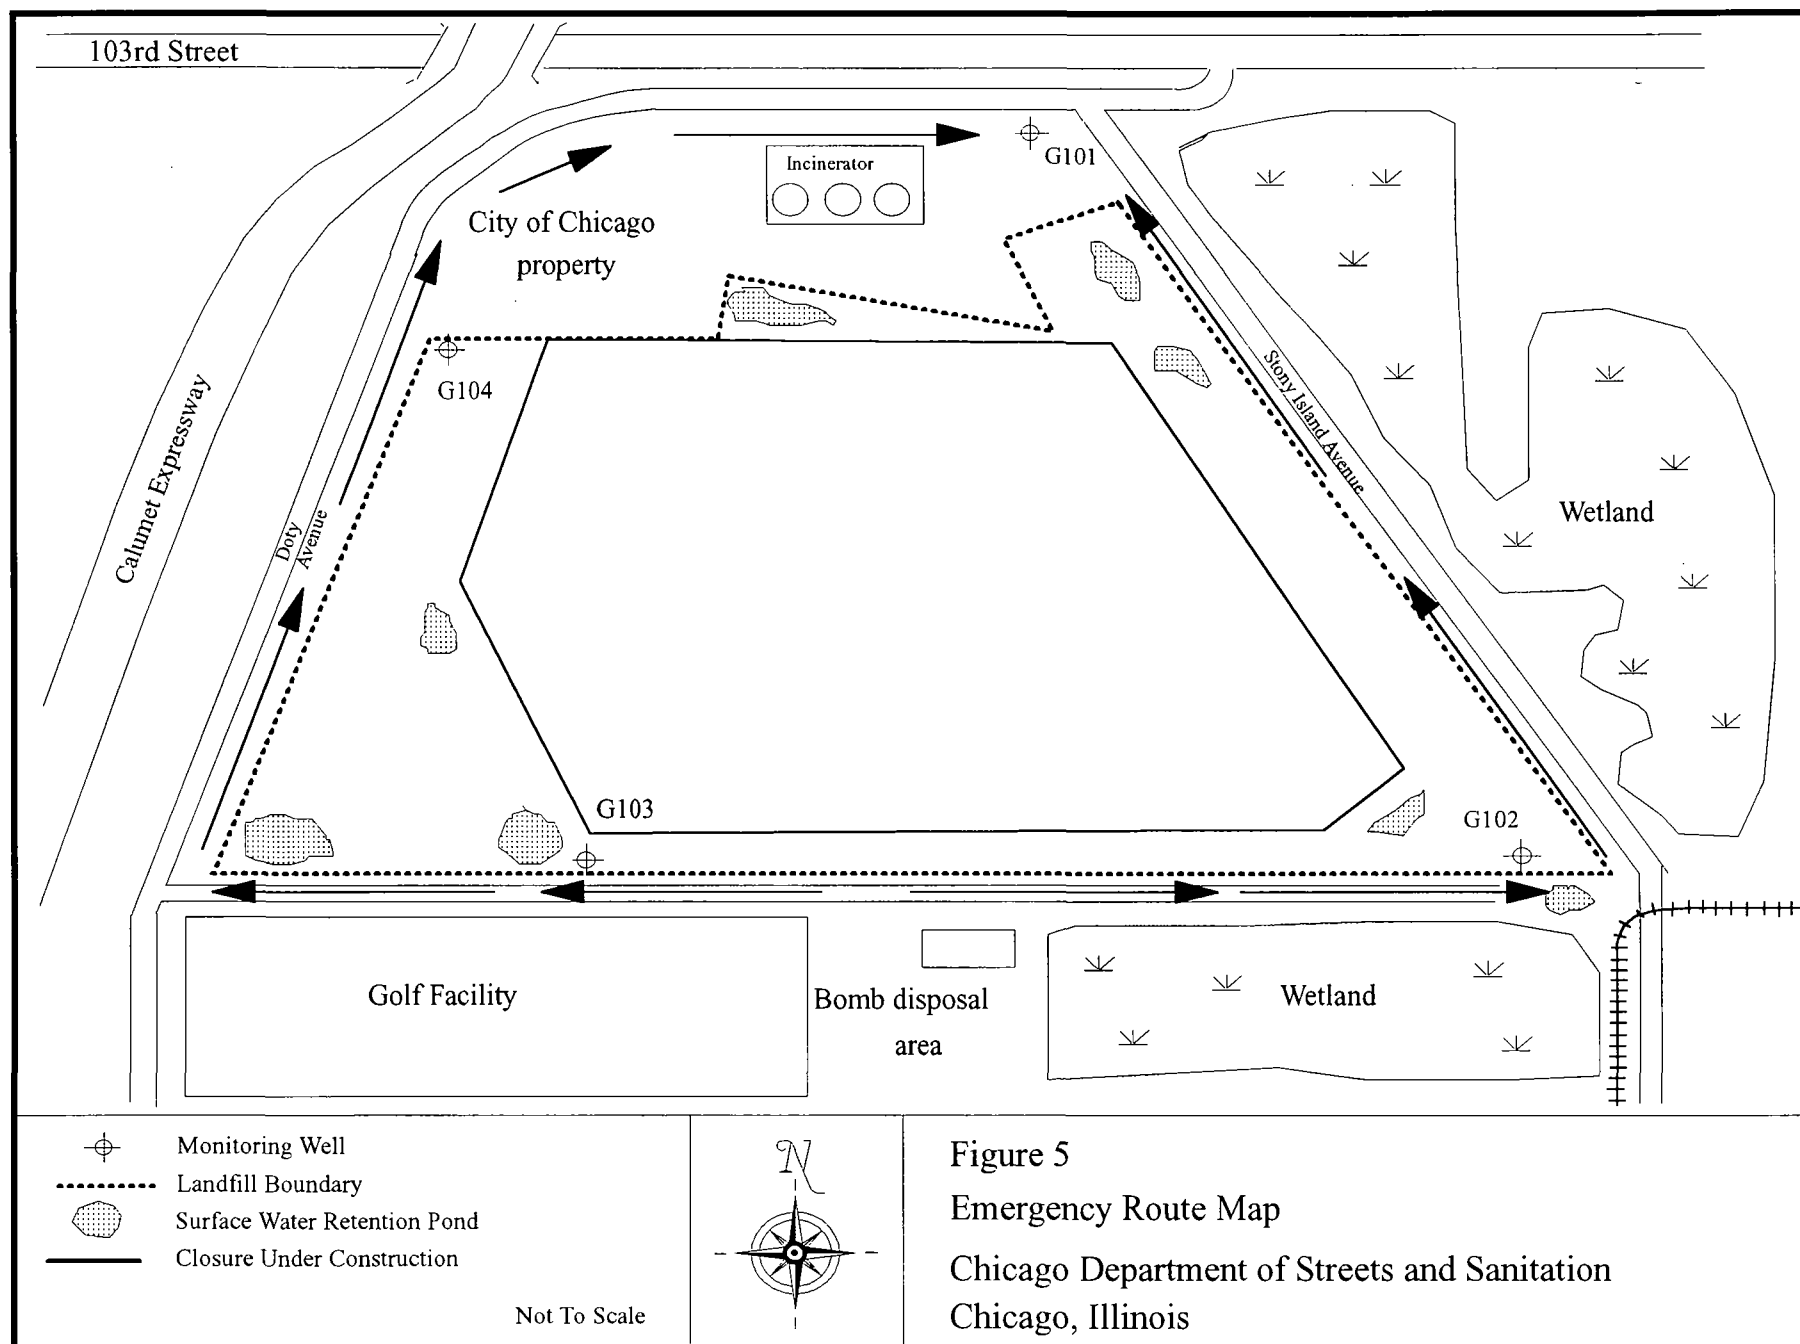 103rd Street
Incinerator
G101
City of Chicago
property
G104
Stony Island Avenue
Calumet Expressway
Doty
Avenue
Wetland
G103
G102
Golf Facility
Bomb disposal
area
Wetland
Monitoring Well
Landfill Boundary
Surface Water Retention Pond
Closure Under Construction
Not To Scale
N
Figure 5
Emergency Route Map
Chicago Department of Streets and Sanitation
Chicago, Illinois